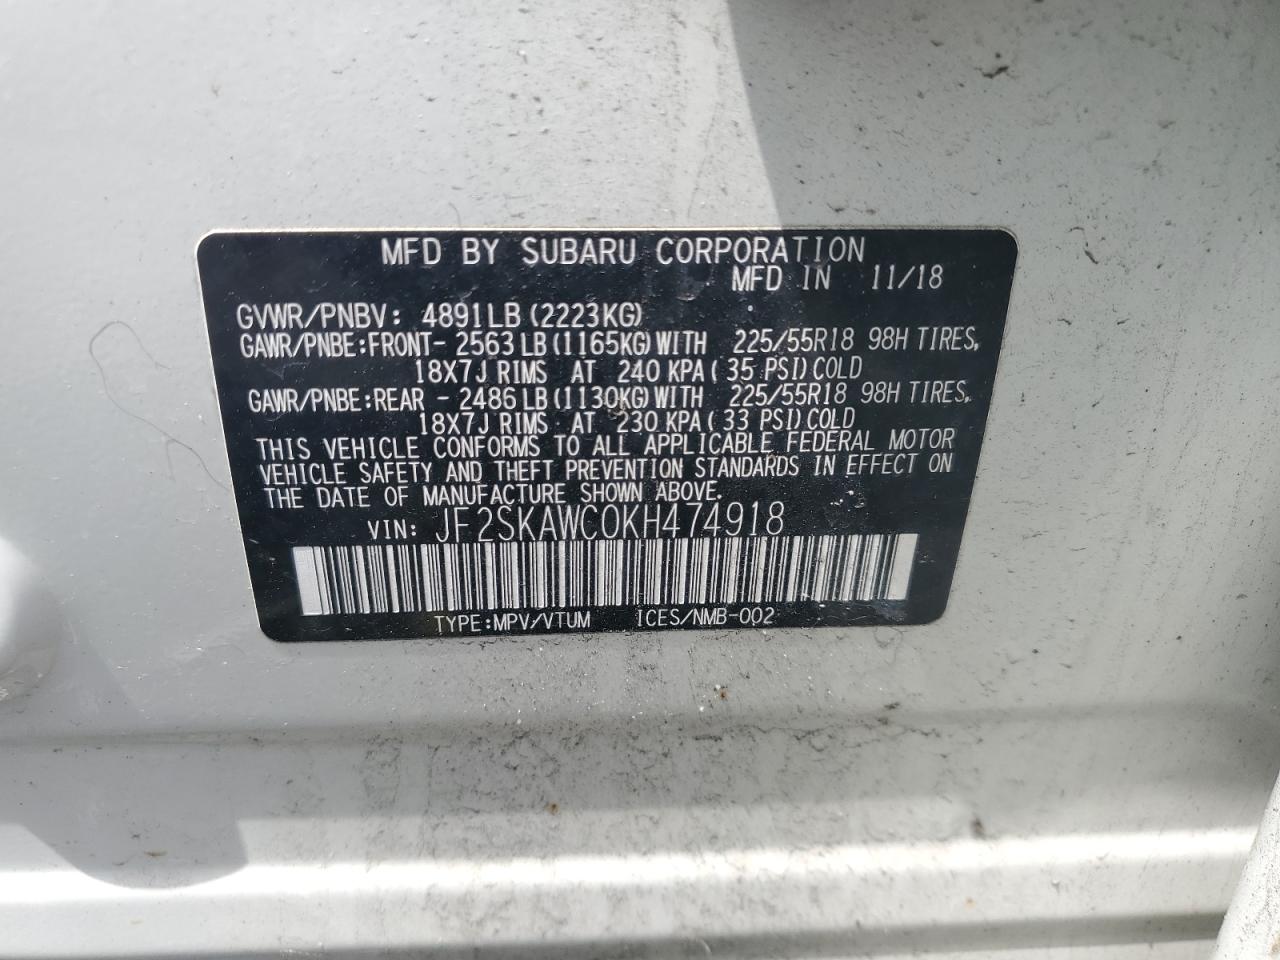 MFD BY SUBARU CORPORATION
MFD IN 11/18
GVWR/PNBV: 4891LB(2223KG)
GAWR/PNBE:FRONT- 2563LB(1165KG)WITH 225/55R18 98H TIRES,
18X7J RIMS AT 240 KPA( 35 PSI)COLD
GAWR/PNBE:REAR - 2486LB(1130KG)WITH 225/55R18 98H TIRES,
18X7J RIMS AT 230 KPA( 33 PSI)COLD
THIS VEHICLE CONFORMS TO ALL APPLICABLE FEDERAL MOTOR
VEHICLE SAFETY AND THEFT PREVENTION STANDARDS IN EFFECT ON
THE DATE OF MANUFACTURE SHOWN ABOVE.
VIN: JF2SKAWC0KH474918
TYPE:MPV/VTUM ICES/NMB-002